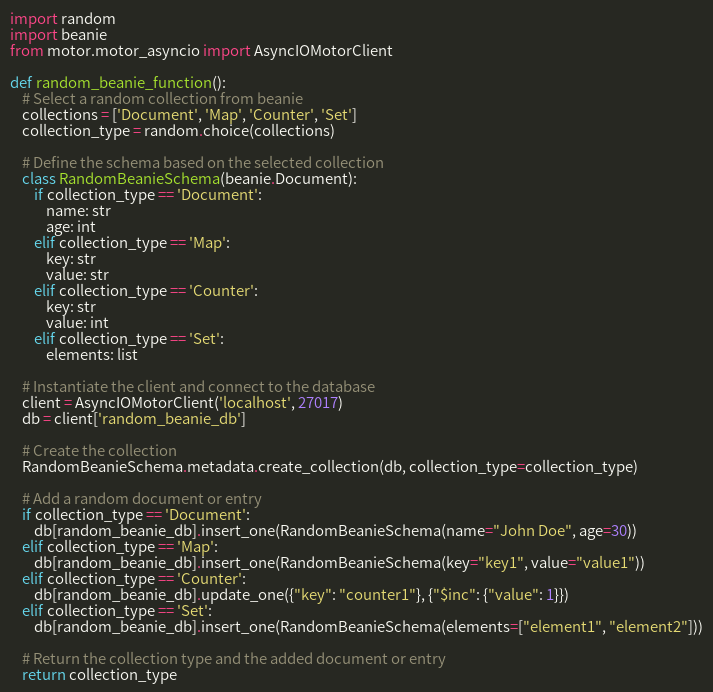 import random
import beanie
from motor.motor_asyncio import AsyncIOMotorClient

def random_beanie_function():
    # Select a random collection from beanie
    collections = ['Document', 'Map', 'Counter', 'Set']
    collection_type = random.choice(collections)

    # Define the schema based on the selected collection
    class RandomBeanieSchema(beanie.Document):
        if collection_type == 'Document':
            name: str
            age: int
        elif collection_type == 'Map':
            key: str
            value: str
        elif collection_type == 'Counter':
            key: str
            value: int
        elif collection_type == 'Set':
            elements: list

    # Instantiate the client and connect to the database
    client = AsyncIOMotorClient('localhost', 27017)
    db = client['random_beanie_db']

    # Create the collection
    RandomBeanieSchema.metadata.create_collection(db, collection_type=collection_type)

    # Add a random document or entry
    if collection_type == 'Document':
        db[random_beanie_db].insert_one(RandomBeanieSchema(name="John Doe", age=30))
    elif collection_type == 'Map':
        db[random_beanie_db].insert_one(RandomBeanieSchema(key="key1", value="value1"))
    elif collection_type == 'Counter':
        db[random_beanie_db].update_one({"key": "counter1"}, {"$inc": {"value": 1}})
    elif collection_type == 'Set':
        db[random_beanie_db].insert_one(RandomBeanieSchema(elements=["element1", "element2"]))

    # Return the collection type and the added document or entry
    return collection_type